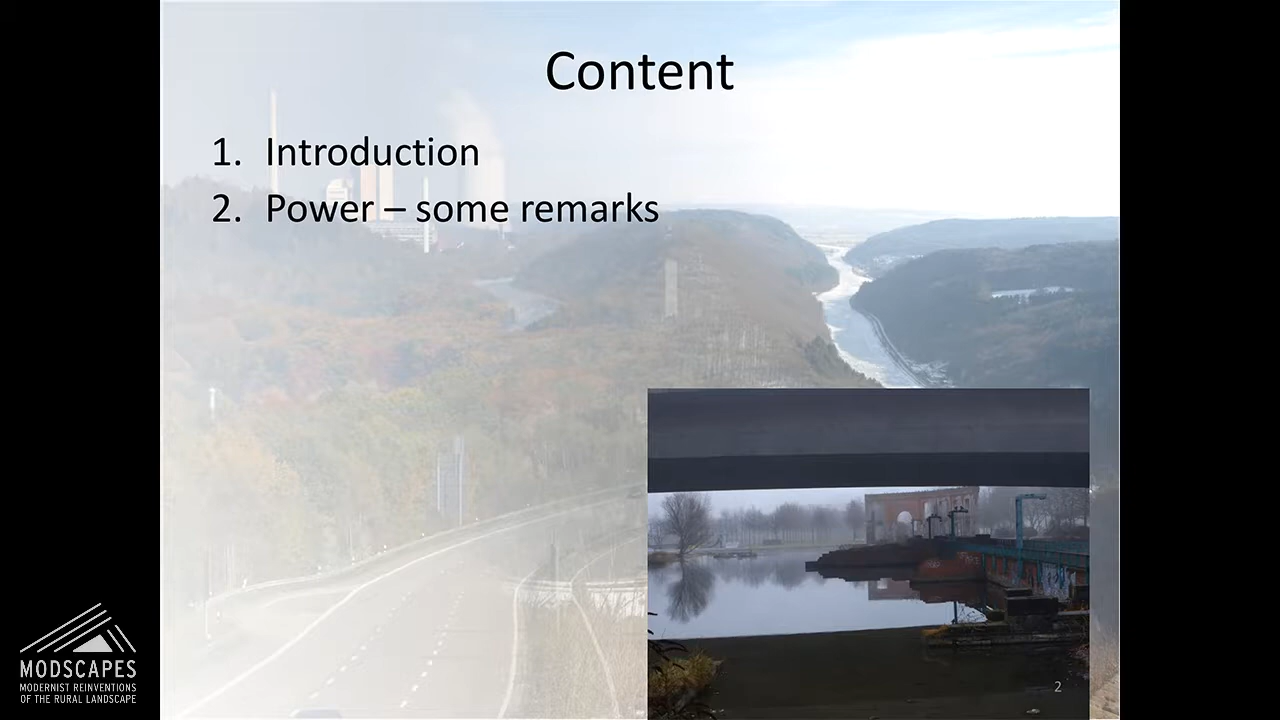 Content
1. Introduction
2. Power – some remarks
2
MODSCAPES
MODERNIST REINVENTIONS
OF THE RURAL LANDSCAPE